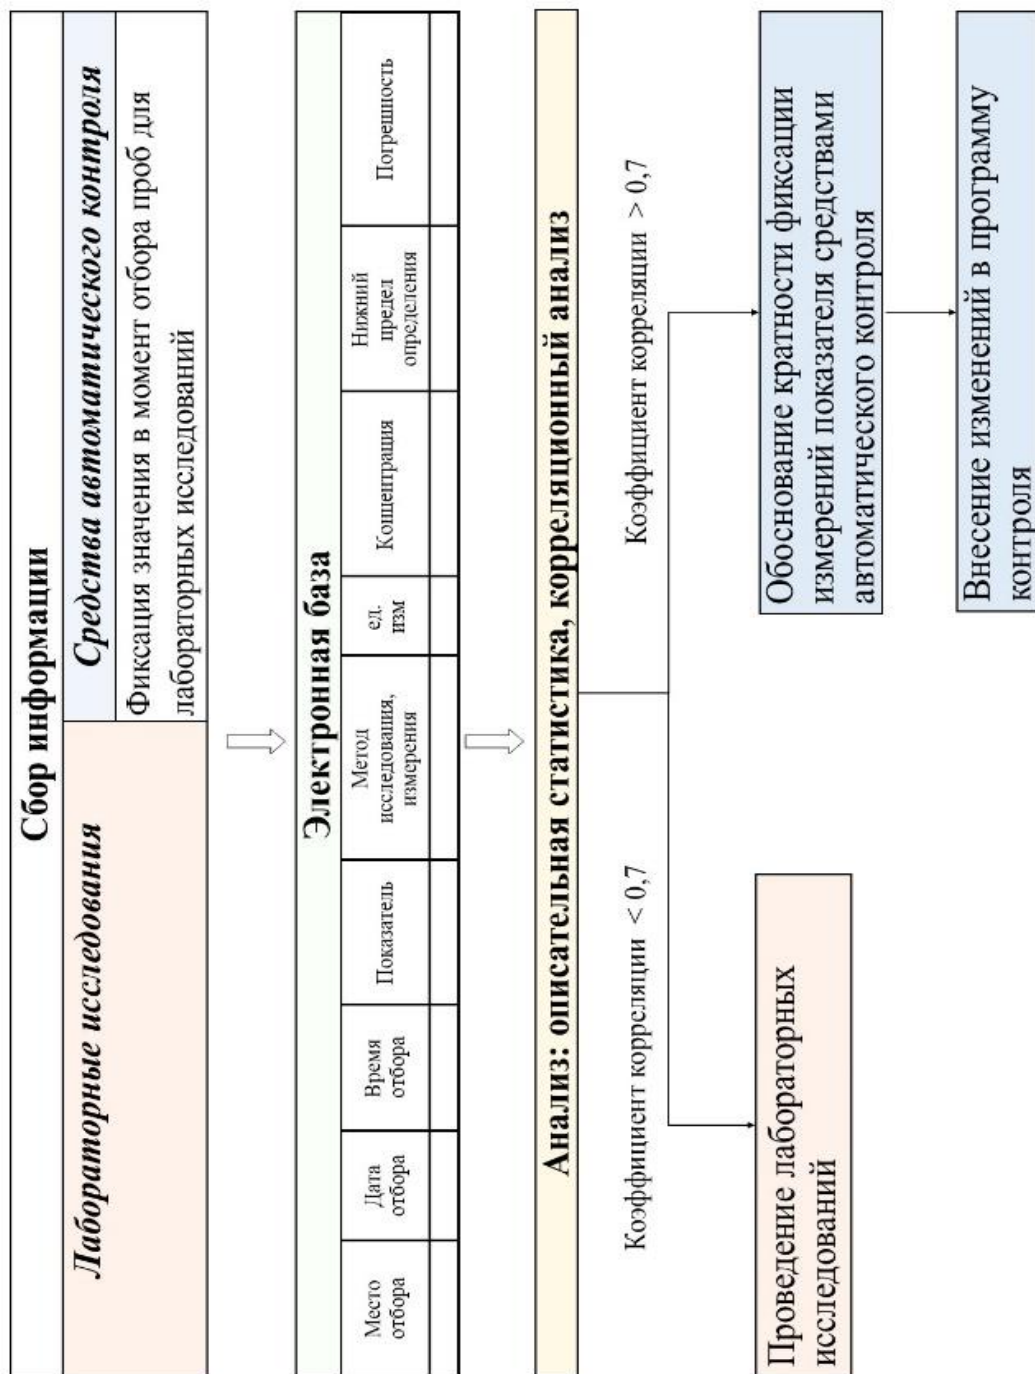 Сбор информации
Лабораторные исследования
Средства автоматического контроля
Фиксация значения в момент отбора проб для
лабораторных исследований
Электронная база
Место
отбора
Дата
отбора
Время
отбора
Показатель
Метод
исследования,
измерения
ед.
изм
Концентрация
Нижний
предел
определения
Погрешность
Анализ: описательная статистика, корреляционный анализ
Коэффициент корреляции < 0,7
Коэффициент корреляции > 0,7
Проведение лабораторных
исследований
Обоснование кратности фиксации
измерений показателя средствами
автоматического контроля
Внесение изменений в программу
контроля